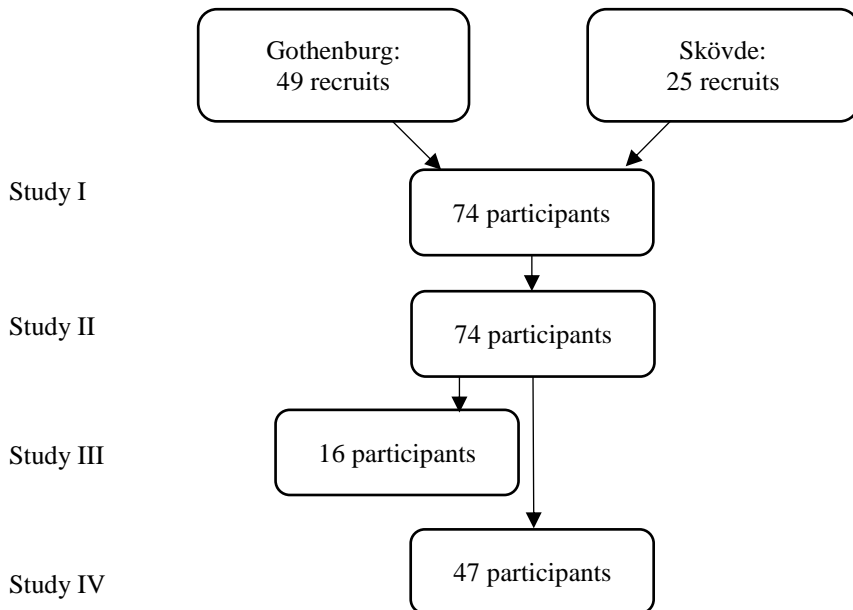 Gothenburg:
49 recruits
Skövde:
25 recruits
Study I
74 participants
Study II
74 participants
Study III
16 participants
Study IV
47 participants